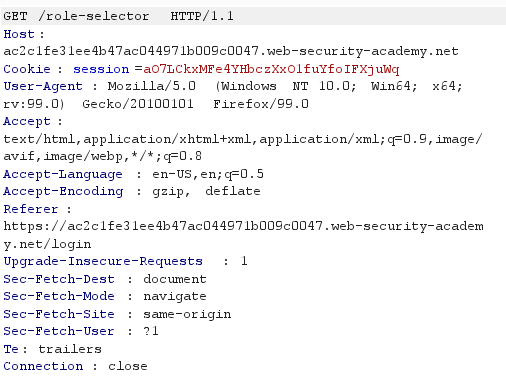 GET /role-selector HTTP/1.1
Host :
ac2c1fe31ee4b47ac044971b009c0047.web-security-academy.net
Cookie : session =aO7LCkxMFe4YHbczXxO1fuYfoIFXjuWq
User-Agent : Mozilla/5.0 (Windows NT 10.0; Win64; x64;
rv:99.0) Gecko/20100101 Firefox/99.0
Accept :
text/html,application/xhtml+xml,application/xml;q=0.9,image/
avif,image/webp,*/*;q=0.8
Accept-Language : en-US,en;q=0.5
Accept-Encoding : gzip, deflate
Referer :
https://ac2c1fe31ee4b47ac044971b009c0047.web-security-academ
y.net/login
Upgrade-Insecure-Requests : 1
Sec-Fetch-Dest : document
Sec-Fetch-Mode : navigate
Sec-Fetch-Site : same-origin
Sec-Fetch-User : ?1
Te : trailers
Connection : close